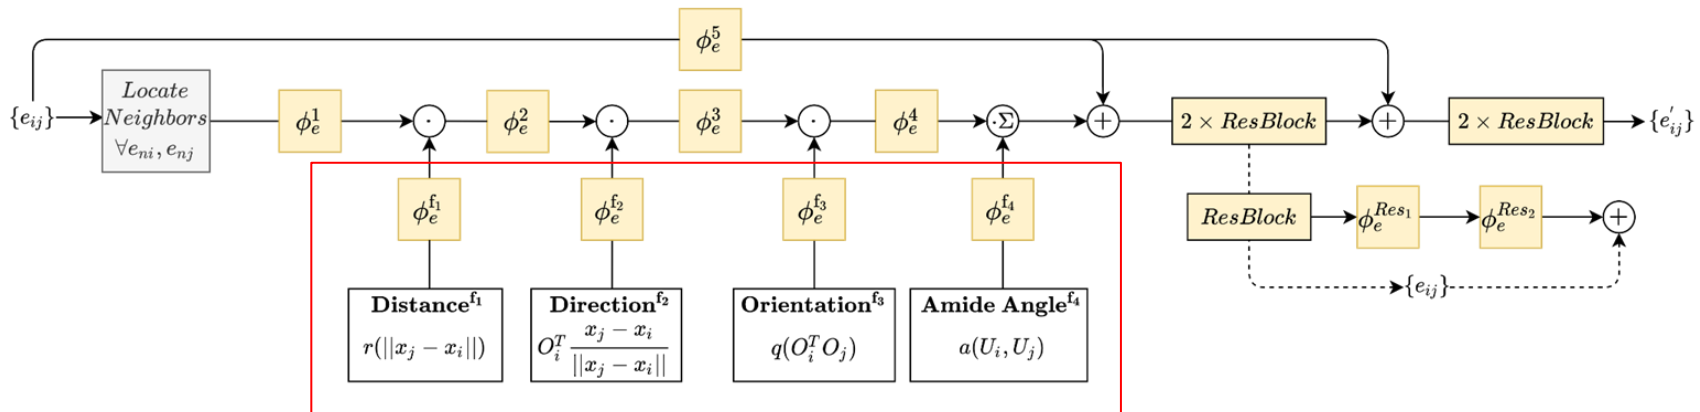 ϕ_e^5
{e_ij}
Locate
Neighbors
∀e_ni, e_nj
ϕ_e^1
·
ϕ_e^2
·
ϕ_e^3
·
ϕ_e^4
·Σ
+
2 × ResBlock
+
2 × ResBlock
{e'_ij}
ϕ_e^f₁
ϕ_e^f₂
ϕ_e^f₃
ϕ_e^f₄
ResBlock
ϕ_e^Res₁
ϕ_e^Res₂
+
{e_ij}
Distance^f₁
r(||x_j − x_i||)
Direction^f₂
O_i^T (x_j − x_i) / ||x_j − x_i||
Orientation^f₃
q(O_i^T O_j)
Amide Angle^f₄
a(U_i, U_j)